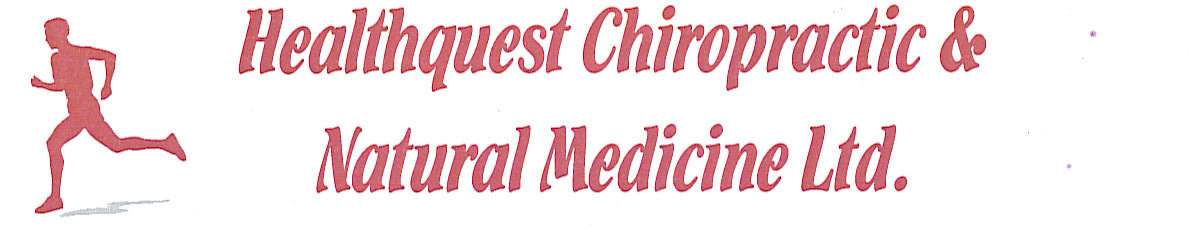 Healthquest Chiropractic &
Natural Medicine Ltd.